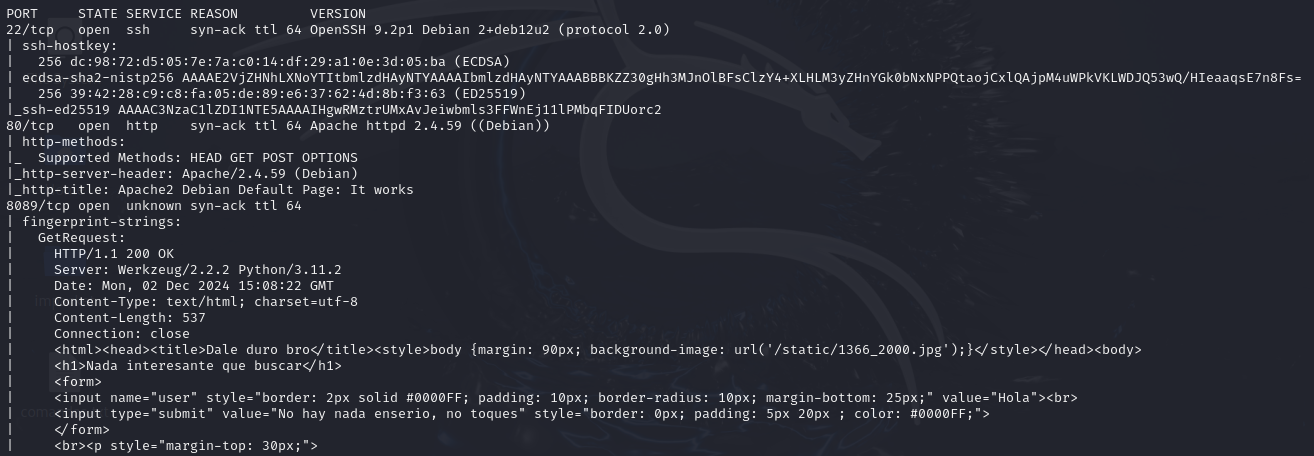 PORT     STATE SERVICE REASON         VERSION
22/tcp   open  ssh     syn-ack ttl 64 OpenSSH 9.2p1 Debian 2+deb12u2 (protocol 2.0)
| ssh-hostkey:
|   256 dc:98:72:d5:05:7e:7a:c0:14:df:29:a1:0e:3d:05:ba (ECDSA)
| ecdsa-sha2-nistp256 AAAAE2VjZHNhLXNoYTItbmlzdHAyNTYAAAAIbmlzdHAyNTYAAABBBKZZ30gHh3MJnOlBFsClzY4+XLHLM3yZHnYGk0bNxNPPQtaojCxlQAjpM4uWPkVKLWDJQ53wQ/HIeaaqsE7n8Fs=
|   256 39:42:28:c9:c8:fa:05:de:89:e6:37:62:4d:8b:f3:63 (ED25519)
|_ssh-ed25519 AAAAC3NzaC1lZDI1NTE5AAAAIHgwRMztrUMxAvJeiwbmls3FFWnEj11lPMbqFIDUorc2
80/tcp   open  http    syn-ack ttl 64 Apache httpd 2.4.59 ((Debian))
| http-methods:
|_  Supported Methods: HEAD GET POST OPTIONS
|_http-server-header: Apache/2.4.59 (Debian)
|_http-title: Apache2 Debian Default Page: It works
8089/tcp open  unknown syn-ack ttl 64
| fingerprint-strings:
|   GetRequest:
|     HTTP/1.1 200 OK
|     Server: Werkzeug/2.2.2 Python/3.11.2
|     Date: Mon, 02 Dec 2024 15:08:22 GMT
|     Content-Type: text/html; charset=utf-8
|     Content-Length: 537
|     Connection: close
|     <html><head><title>Dale duro bro</title><style>body {margin: 90px; background-image: url('/static/1366_2000.jpg');}</style></head><body>
|     <h1>Nada interesante que buscar</h1>
|     <form>
|     <input name="user" style="border: 2px solid #0000FF; padding: 10px; border-radius: 10px; margin-bottom: 25px;" value="Hola"><br>
|     <input type="submit" value="No hay nada enserio, no toques" style="border: 0px; padding: 5px 20px ; color: #0000FF;">
|     </form>
|     <br><p style="margin-top: 30px;">